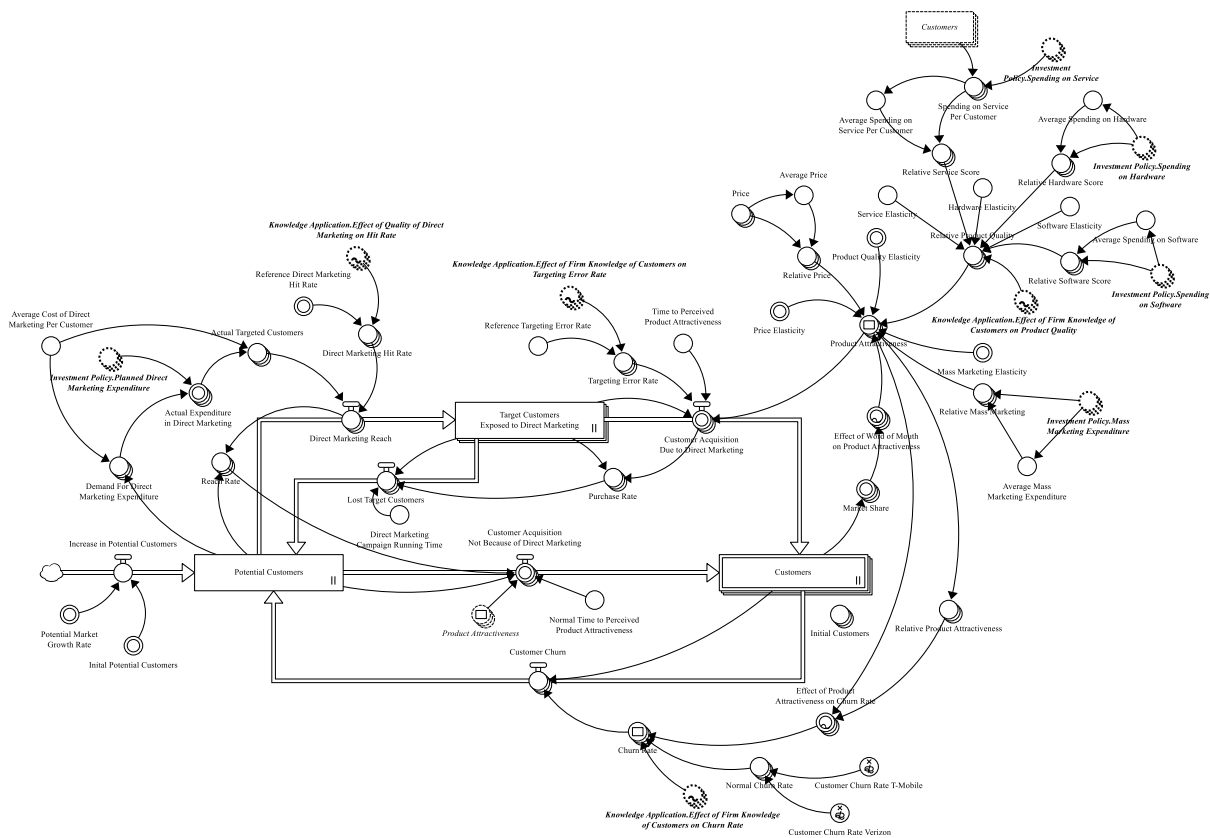 Customers
Investment
Policy.Spending on Service
Spending on Service
Per Customer
Average Spending on
Service Per Customer
Average Spending on Hardware
Relative Service Score
Investment Policy.Spending
on Hardware
Relative Hardware Score
Average Price
Price
Hardware Elasticity
Service Elasticity
Software Elasticity
Relative Product Quality
Average Spending on Software
Product Quality Elasticity
Relative Price
Relative Software Score
Investment Policy.Spending
on Software
Knowledge Application.Effect of Firm Knowledge of
Customers on Product Quality
Price Elasticity
Product Attractiveness
Mass Marketing Elasticity
Relative Mass Marketing
Investment Policy.Mass
Marketing Expenditure
Average Mass
Marketing Expenditure
Effect of Word of Mouth
on Product Attractiveness
Market Share
Knowledge Application.Effect of Quality of Direct
Marketing on Hit Rate
Reference Direct Marketing
Hit Rate
Knowledge Application.Effect of Firm Knowledge of Customers on
Targeting Error Rate
Time to Perceived
Product Attractiveness
Reference Targeting Error Rate
Targeting Error Rate
Average Cost of Direct
Marketing Per Customer
Actual Targeted Customers
Direct Marketing Hit Rate
Investment Policy.Planned Direct
Marketing Expenditure
Actual Expenditure
in Direct Marketing
Direct Marketing Reach
Target Customers
Exposed to Direct Marketing
Customer Acquisition
Due to Direct Marketing
Demand For Direct
Marketing Expenditure
Reach Rate
Lost Target Customers
Purchase Rate
Direct Marketing
Campaign Running Time
Customer Acquisition
Not Because of Direct Marketing
Increase in Potential Customers
Potential Customers
Customers
Potential Market
Growth Rate
Inital Potential Customers
Product Attractiveness
Normal Time to Perceived
Product Attractiveness
Initial Customers
Relative Product Attractiveness
Customer Churn
Effect of Product
Attractiveness on Churn Rate
Churn Rate
Normal Churn Rate
Customer Churn Rate T-Mobile
Knowledge Application.Effect of Firm Knowledge
of Customers on Churn Rate
Customer Churn Rate Verizon